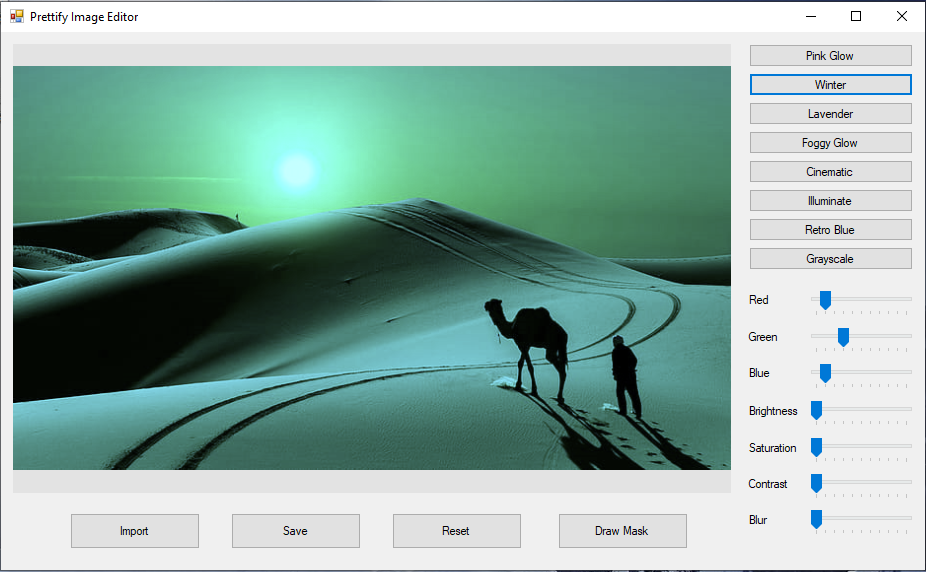 Prettify Image Editor
Pink Glow
Winter
Lavender
Foggy Glow
Cinematic
Illuminate
Retro Blue
Grayscale
Red
Green
Blue
Brightness
Saturation
Contrast
Blur
Import
Save
Reset
Draw Mask